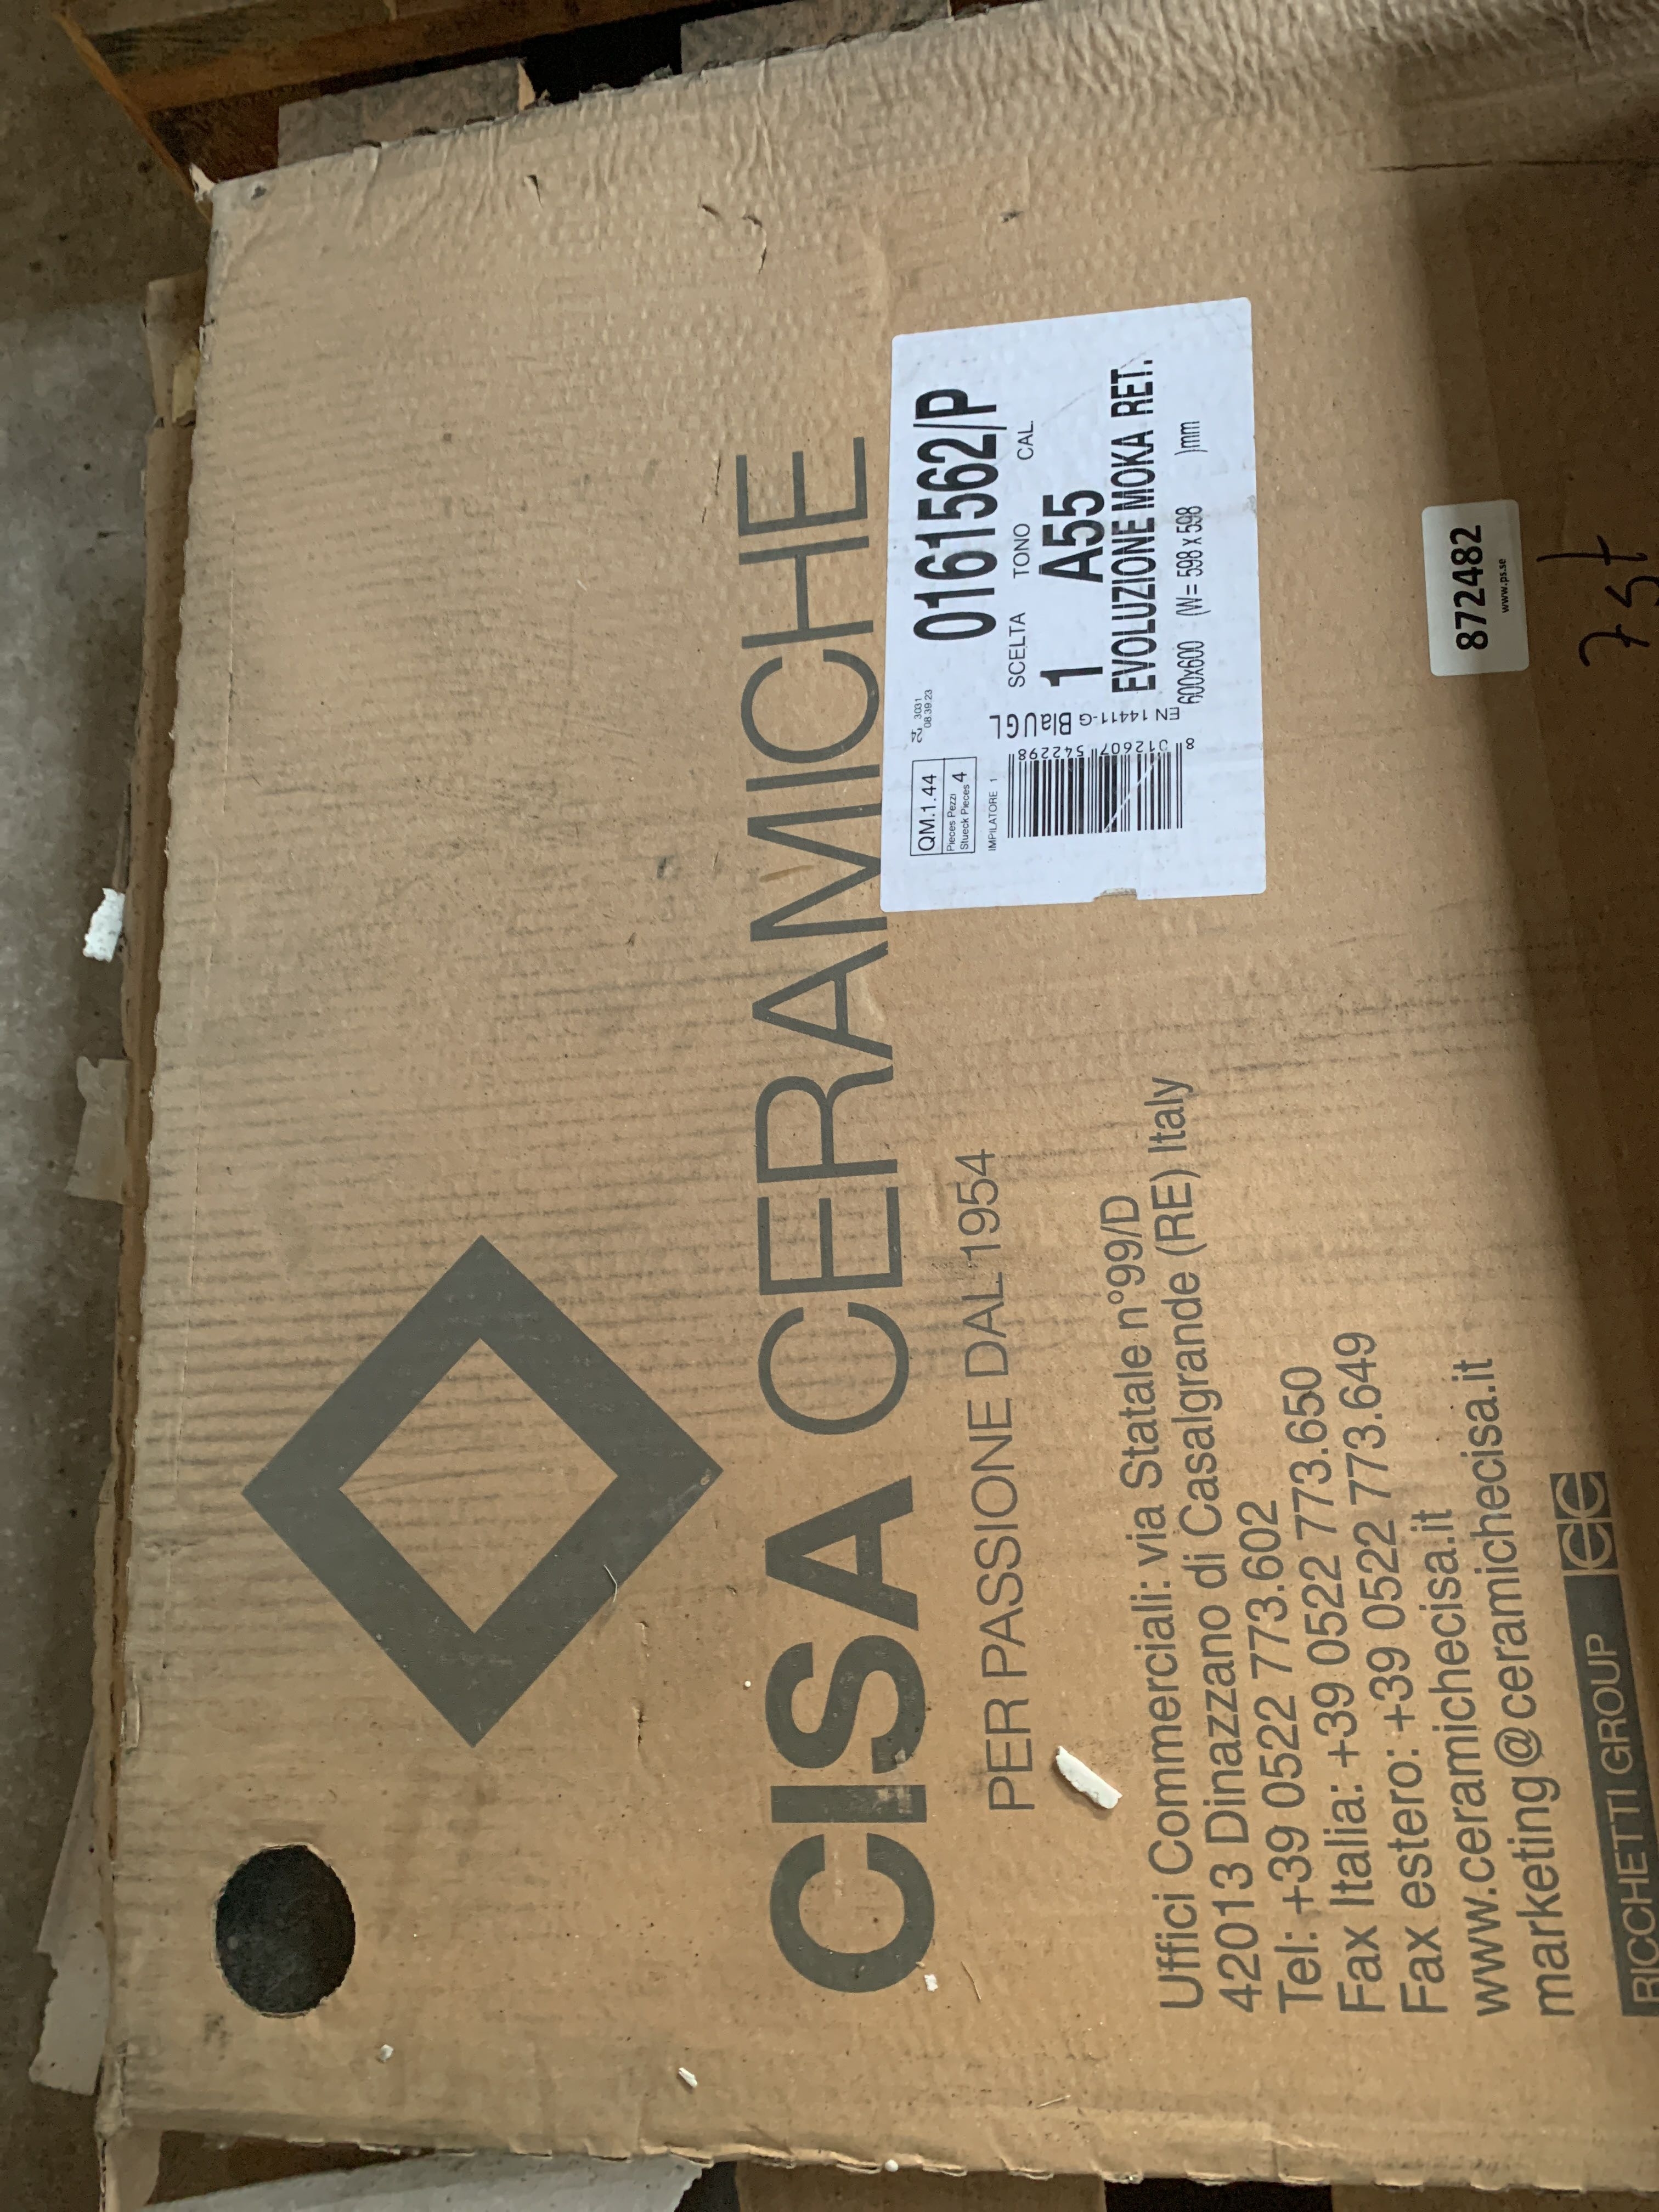 CISA CERAMICHE
PER PASSIONE DAL 1954
Uffici Commerciali: via Statale n°99/D
42013 Dinazzano di Casalgrande (RE) Italy
Tel: +39 0522 773.602
Fax Italia: +39 0522 773.650
Fax estero: +39 0522 773.649
www.ceramichecisa.it
marketing@ceramichecisa.it
RICCHETTI GROUP
QM.1.44
Pieces Pezzi
Stueck Pieces 4
3031
08.39.23
0161562/P
IMPILATORE 1
SCELTA TONO CAL.
1 A55
EVOLUZIONE MOKA RET.
600x600 (W= 598 x 598 )mm
EN 14411-G BIaUGL
8 012607 542298
872482
www.ps.se
7st